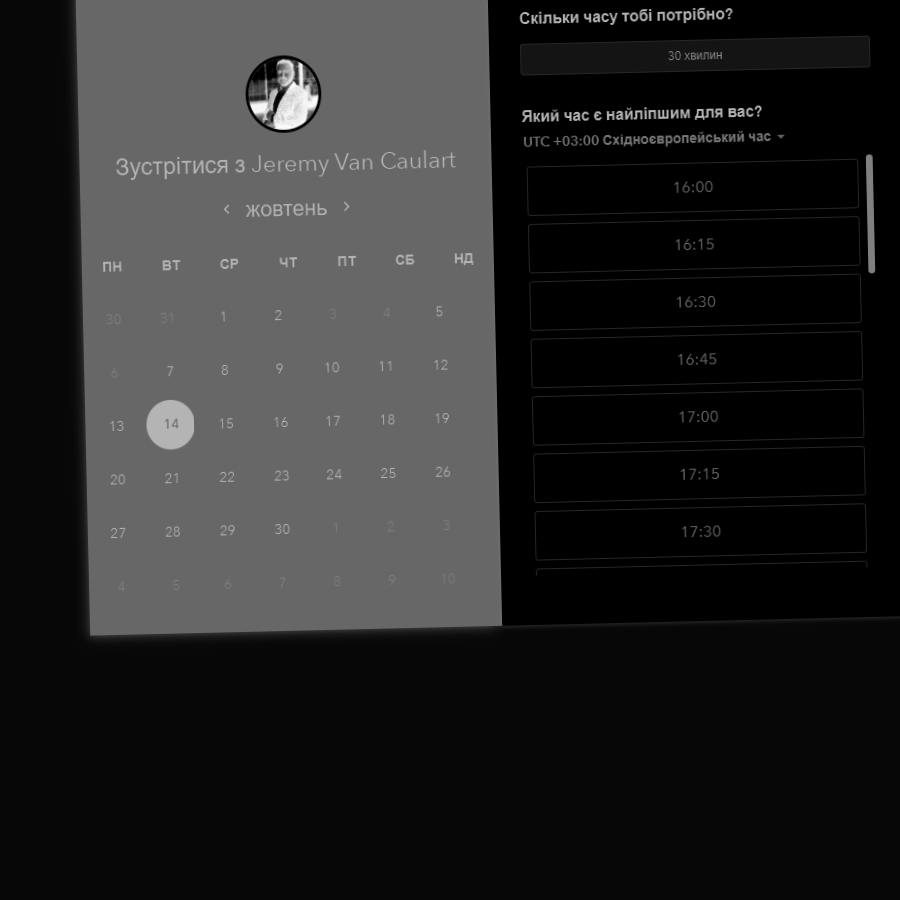 Зустрітися з Jeremy Van Caulart
‹ жовтень ›
ПН ВТ СР ЧТ ПТ СБ НД
30 31 1 2 3 4 5
6 7 8 9 10 11 12
13 14 15 16 17 18 19
20 21 22 23 24 25 26
27 28 29 30 1 2 3
4 5 6 7 8 9 10
Скільки часу тобі потрібно?
30 хвилин
Який час є найліпшим для вас?
UTC +03:00 Східноєвропейський час
16:00
16:15
16:30
16:45
17:00
17:15
17:30